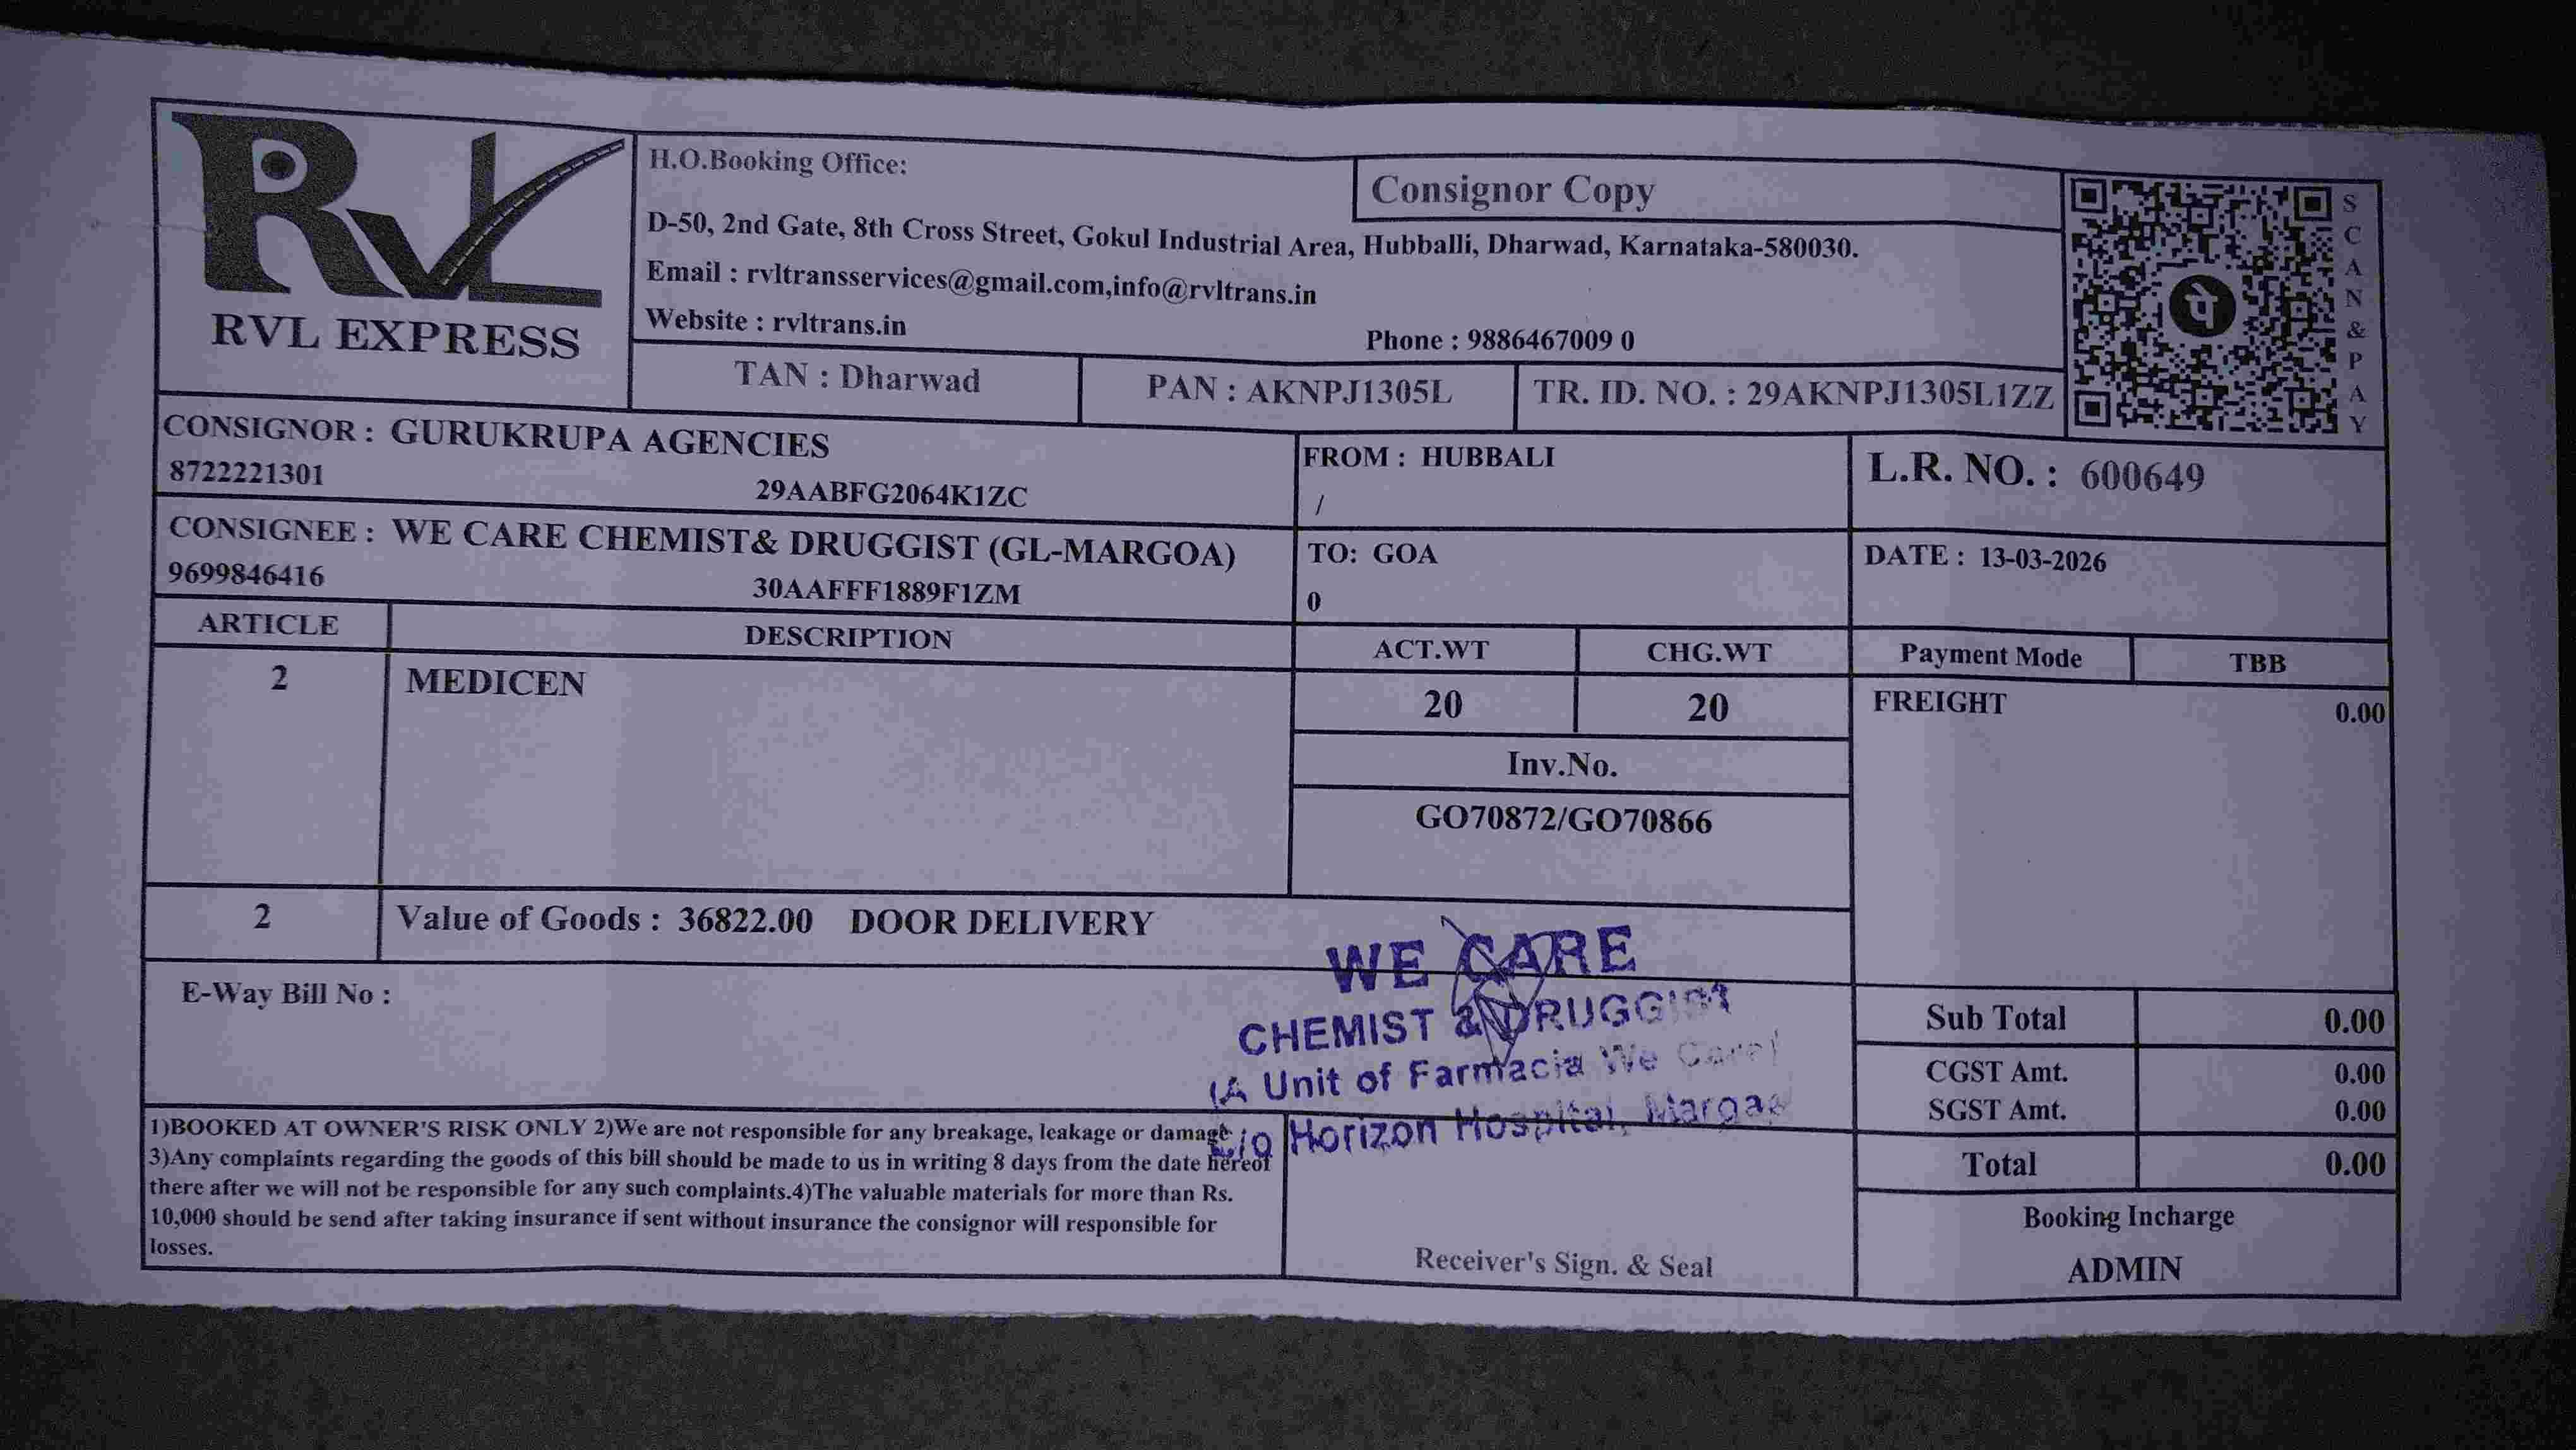 RVL
RVL EXPRESS
H.O.Booking Office:
Consignor Copy
D-50, 2nd Gate, 8th Cross Street, Gokul Industrial Area, Hubballi, Dharwad, Karnataka-580030.
Email : rvltransservices@gmail.com,info@rvltrans.in
Website : rvltrans.in
Phone : 9886467009 0
TAN : Dharwad
PAN : AKNPJ1305L
TR. ID. NO. : 29AKNPJ1305L1ZZ
पे
SCAN&PAY
CONSIGNOR : GURUKRUPA AGENCIES
8722221301 29AABFG2064K1ZC
FROM : HUBBALI
/
L.R. NO. : 600649
CONSIGNEE : WE CARE CHEMIST& DRUGGIST (GL-MARGOA)
9699846416 30AAFFF1889F1ZM
TO: GOA
0
DATE : 13-03-2026
ARTICLE DESCRIPTION ACT.WT CHG.WT Payment Mode TBB
2 MEDICEN 20 20 FREIGHT 0.00
Inv.No.
GO70872/GO70866
2 Value of Goods : 36822.00 DOOR DELIVERY
E-Way Bill No :
WE CARE
CHEMIST & DRUGGIST
(A Unit of Farmacia We Care)
C/o Horizon Hospital, Margao
Sub Total 0.00
CGST Amt. 0.00
SGST Amt. 0.00
Total 0.00
1)BOOKED AT OWNER'S RISK ONLY 2)We are not responsible for any breakage, leakage or damage
3)Any complaints regarding the goods of this bill should be made to us in writing 8 days from the date hereof
there after we will not be responsible for any such complaints.4)The valuable materials for more than Rs.
10,000 should be send after taking insurance if sent without insurance the consignor will responsible for
losses.
Receiver's Sign. & Seal
Booking Incharge
ADMIN